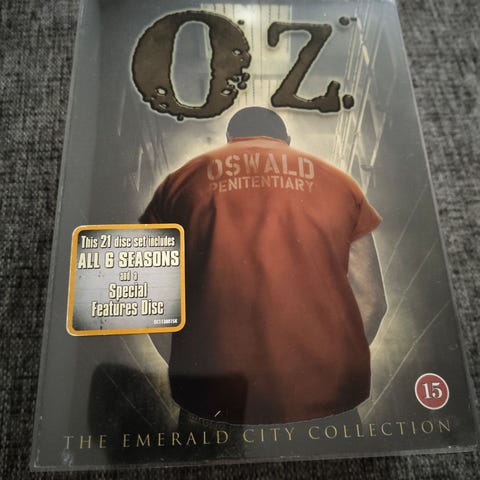 OZ.
OSWALD
PENITENTIARY
This 21 disc set includes
ALL 6 SEASONS
and a
Special
Features Disc
15
THE EMERALD CITY COLLECTION